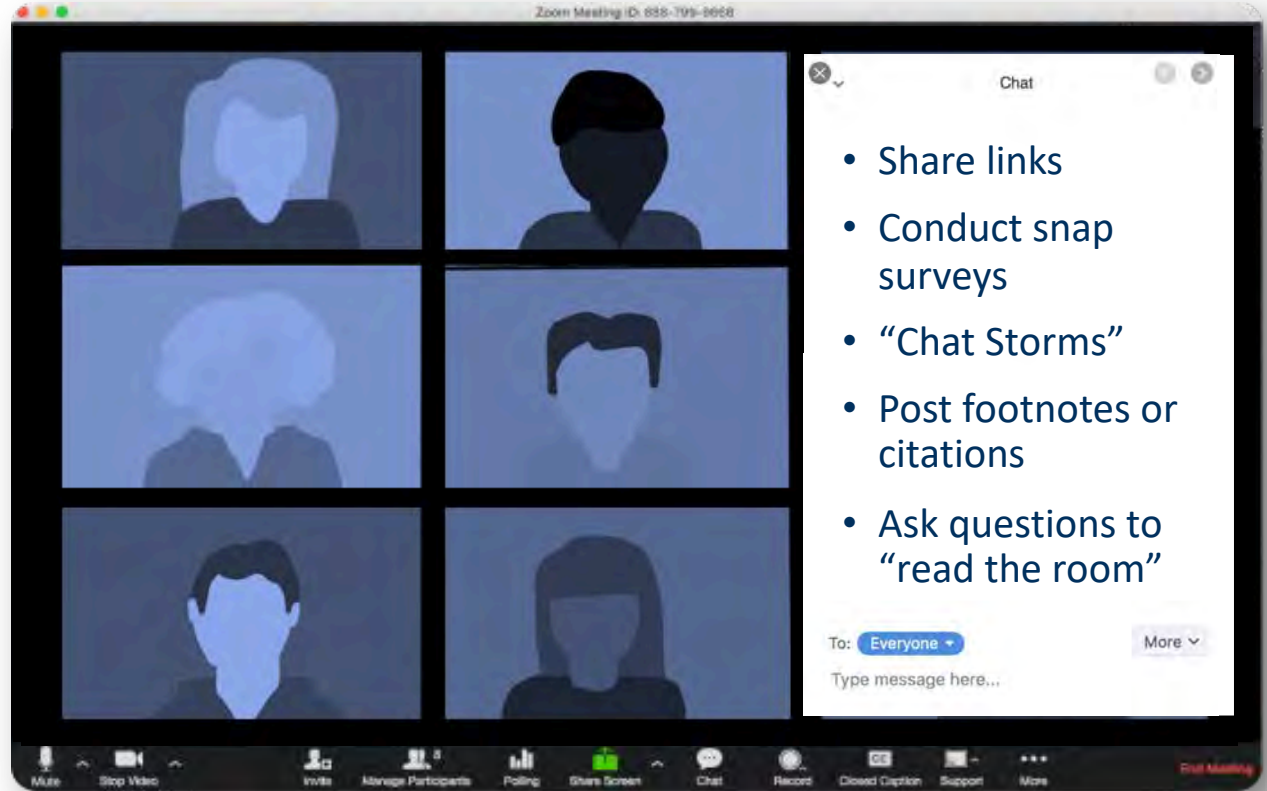 Zoom Meeting ID: 888-799-9668
Chat
• Share links
• Conduct snap
surveys
• “Chat Storms”
• Post footnotes or
citations
• Ask questions to
“read the room”
To: Everyone
More
Type message here...
Mute
Stop Video
Invite
Manage Participants
Polling
Share Screen
Chat
Record
CC
Closed Caption
Support
More
End Meeting